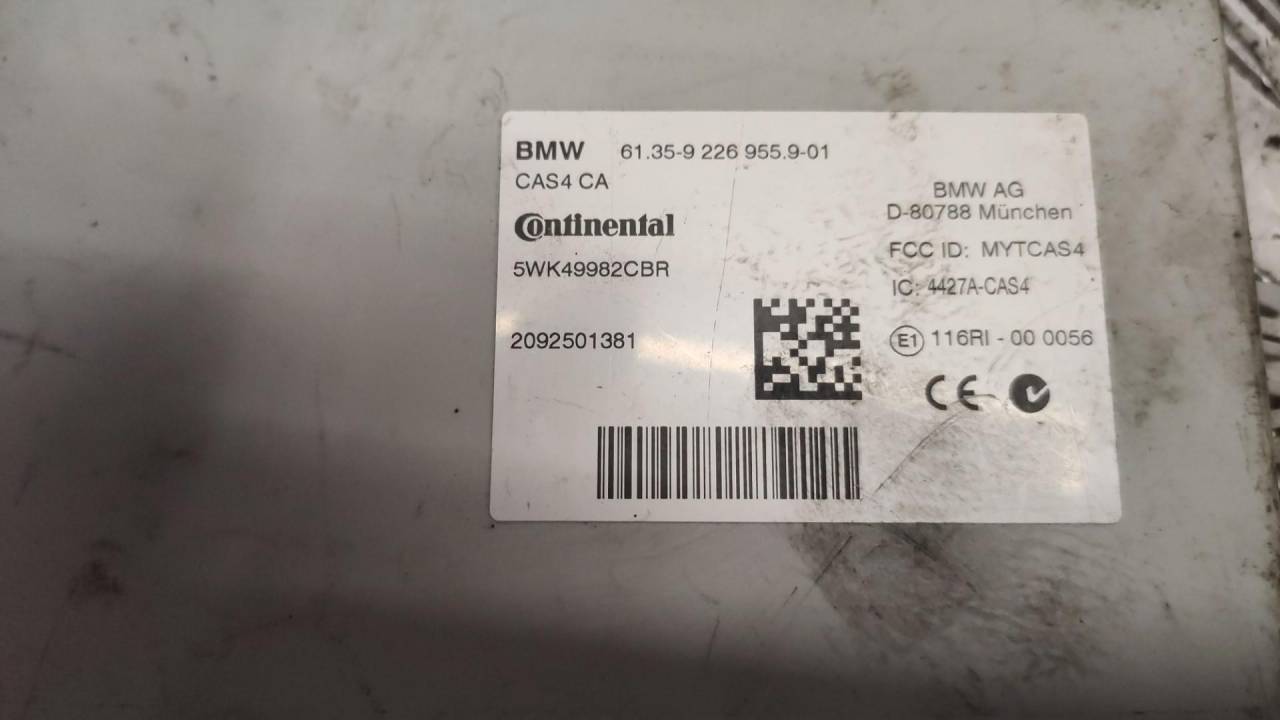 BMW 61.35-9 226 955.9-01
CAS4 CA
Continental
5WK49982CBR
2092501381
BMW AG
D-80788 München
FCC ID: MYTCAS4
IC: 4427A-CAS4
E1 116RI - 00 0056
CE